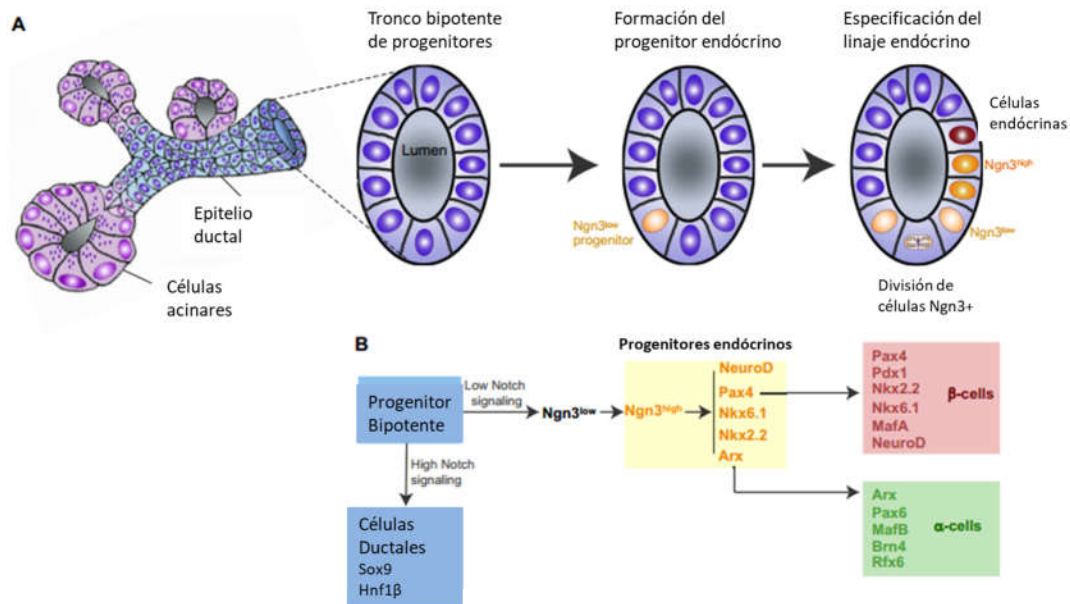 A
Tronco bipotente
de progenitores
Formación del
progenitor endócrino
Especificación del
linaje endócrino
Lumen
Células
endócrinas
Ngn3high
Ngn3low
progenitor
Ngn3low
Epitelio
ductal
Células
acinares
División de
células Ngn3+
B
Progenitores endócrinos
Progenitor
Bipotente
Low Notch
signaling
Ngn3low
Ngn3high
NeuroD
Pax4
Nkx6.1
Nkx2.2
Arx
Pax4
Pdx1
Nkx2.2
Nkx6.1
MafA
NeuroD
β-cells
High Notch
signaling
Células
Ductales
Sox9
Hnf1β
Arx
Pax6
MafB
Brn4
Rfx6
α-cells